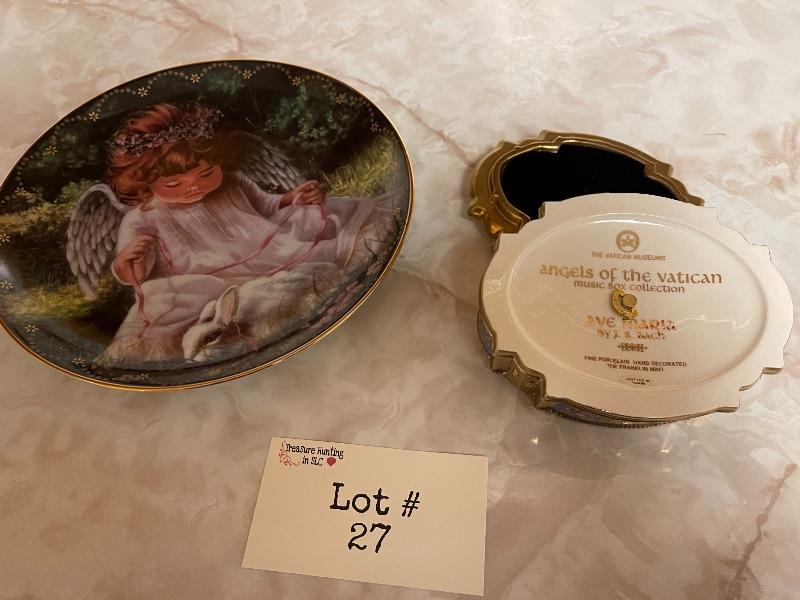 THE VATICAN MUSEUMS
angels of the vatican
music box collection
ave maria
by J. S. Bach
FINE PORCELAIN, HAND DECORATED
THE FRANKLIN MINT
Treasure Hunting
in SLC
Lot #
27